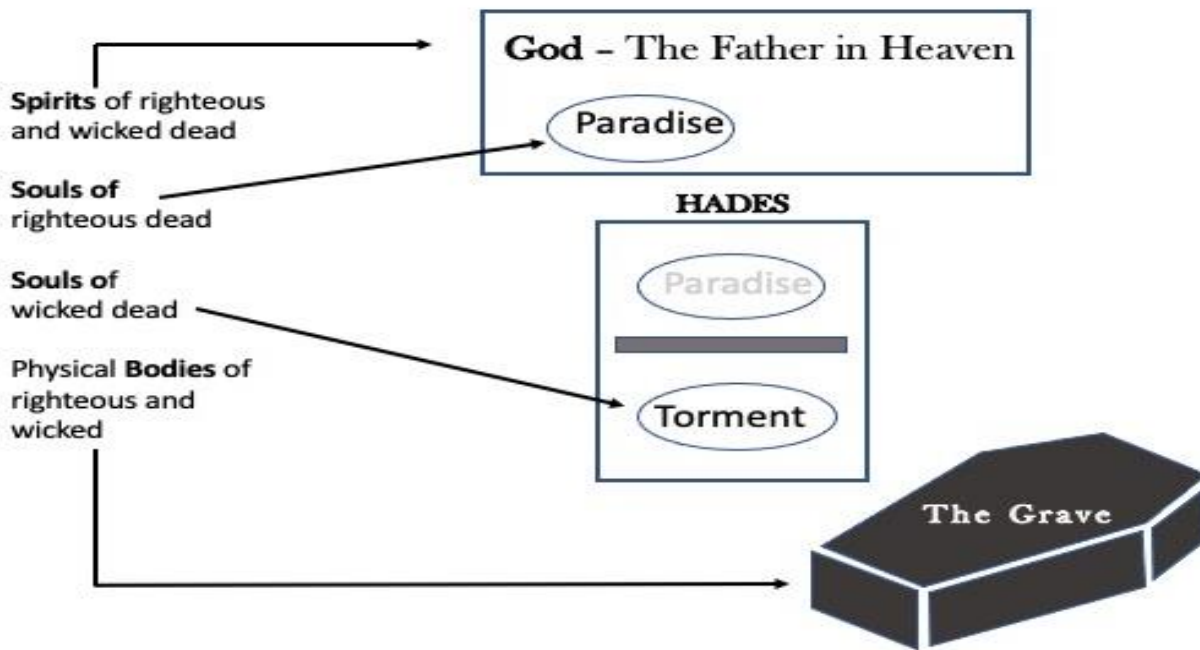 God – The Father in Heaven
Paradise
Spirits of righteous
and wicked dead
Souls of
righteous dead
Souls of
wicked dead
Physical Bodies of
righteous and
wicked
HADES
Paradise
Torment
The Grave